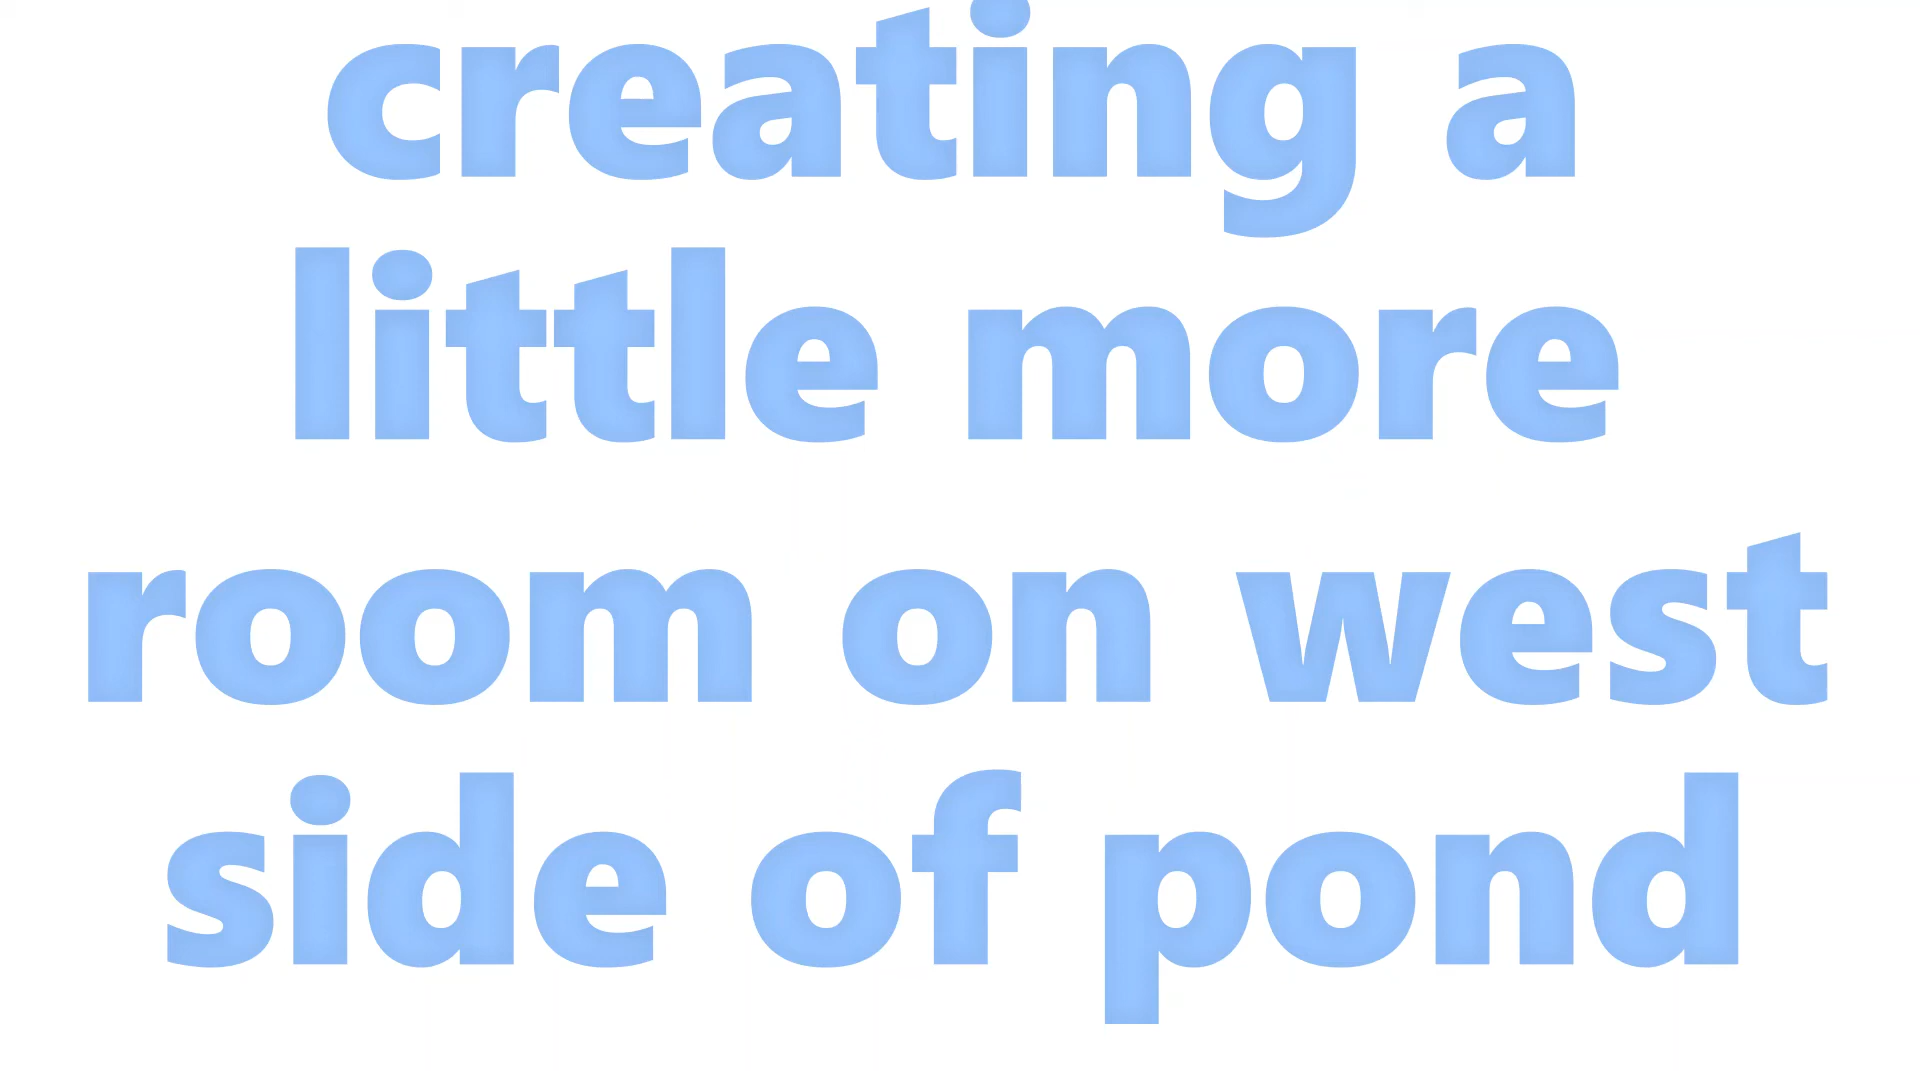 creating a
little more
room on west
side of pond